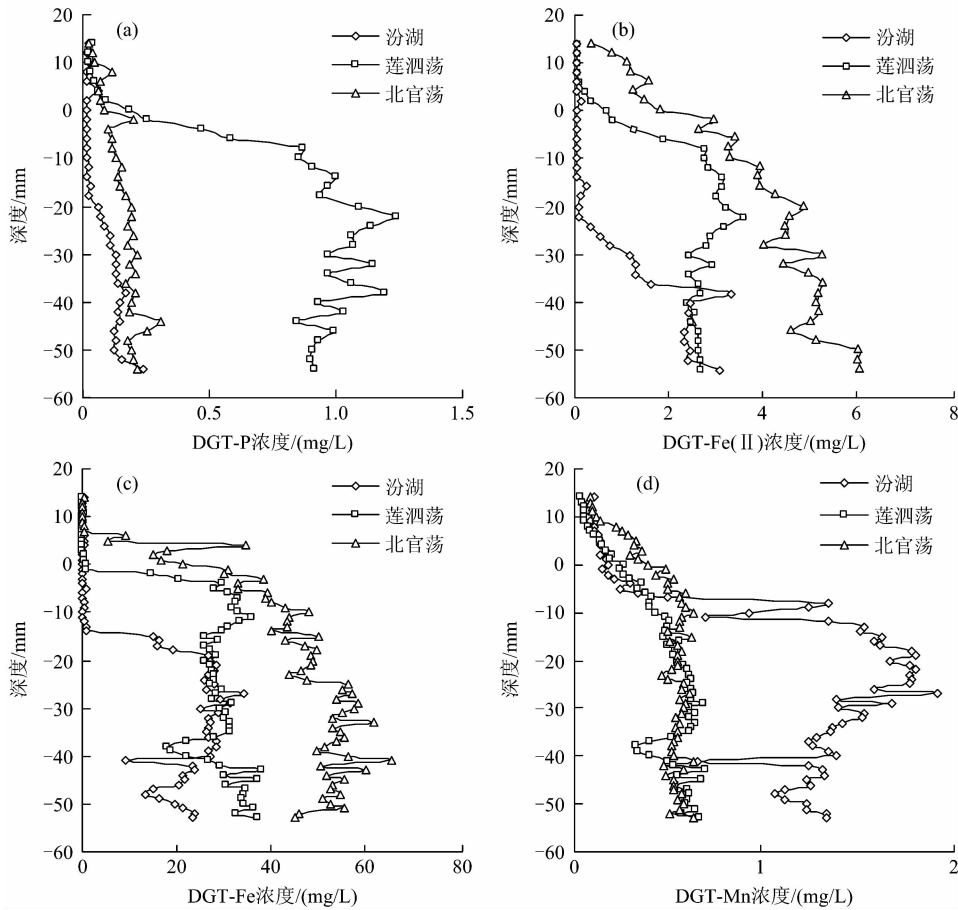 (a)
汾湖
莲泗荡
北官荡
20
10
0
−10
−20
−30
−40
−50
−60
深度/mm
0 0.5 1.0 1.5
DGT-P浓度/(mg/L)
(b)
汾湖
莲泗荡
北官荡
20
10
0
−10
−20
−30
−40
−50
−60
深度/mm
0 2 4 6 8
DGT-Fe(Ⅱ)浓度/(mg/L)
(c)
汾湖
莲泗荡
北官荡
20
10
0
−10
−20
−30
−40
−50
−60
深度/mm
0 20 40 60 80
DGT-Fe浓度/(mg/L)
(d)
汾湖
莲泗荡
北官荡
20
10
0
−10
−20
−30
−40
−50
−60
深度/mm
0 1 2
DGT-Mn浓度/(mg/L)